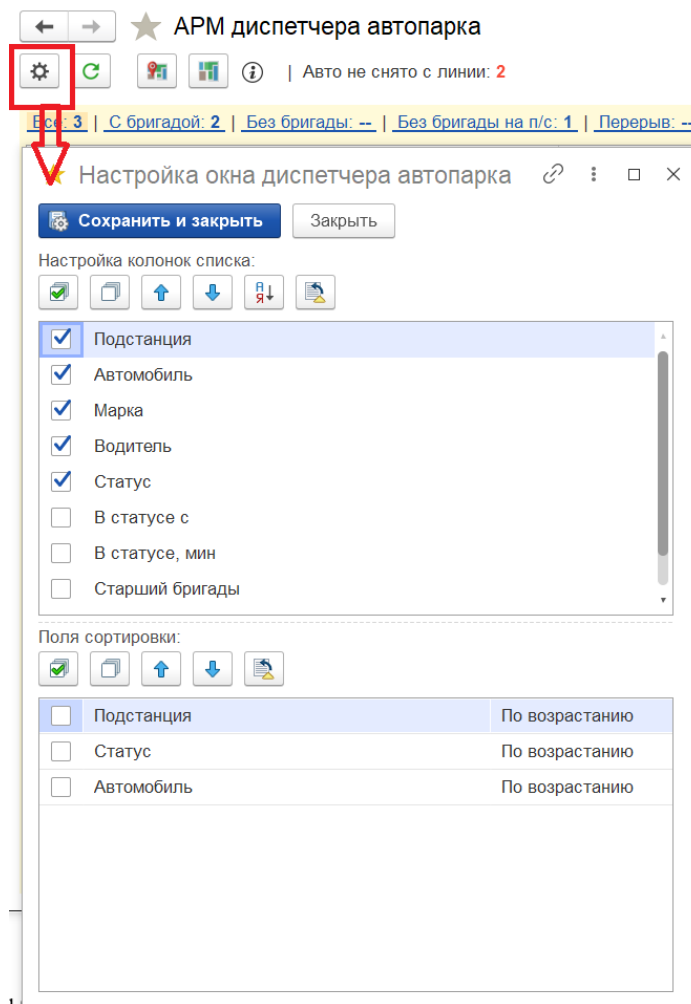 АРМ диспетчера автопарка
| Авто не снято с линии: 2
Все: 3 | С бригадой: 2 | Без бригады: -- | Без бригады на п/с: 1 | Перерыв: --
Настройка окна диспетчера автопарка
Сохранить и закрыть Закрыть
Настройка колонок списка:
Подстанция
Автомобиль
Марка
Водитель
Статус
В статусе с
В статусе, мин
Старший бригады
Поля сортировки:
Подстанция По возрастанию
Статус По возрастанию
Автомобиль По возрастанию